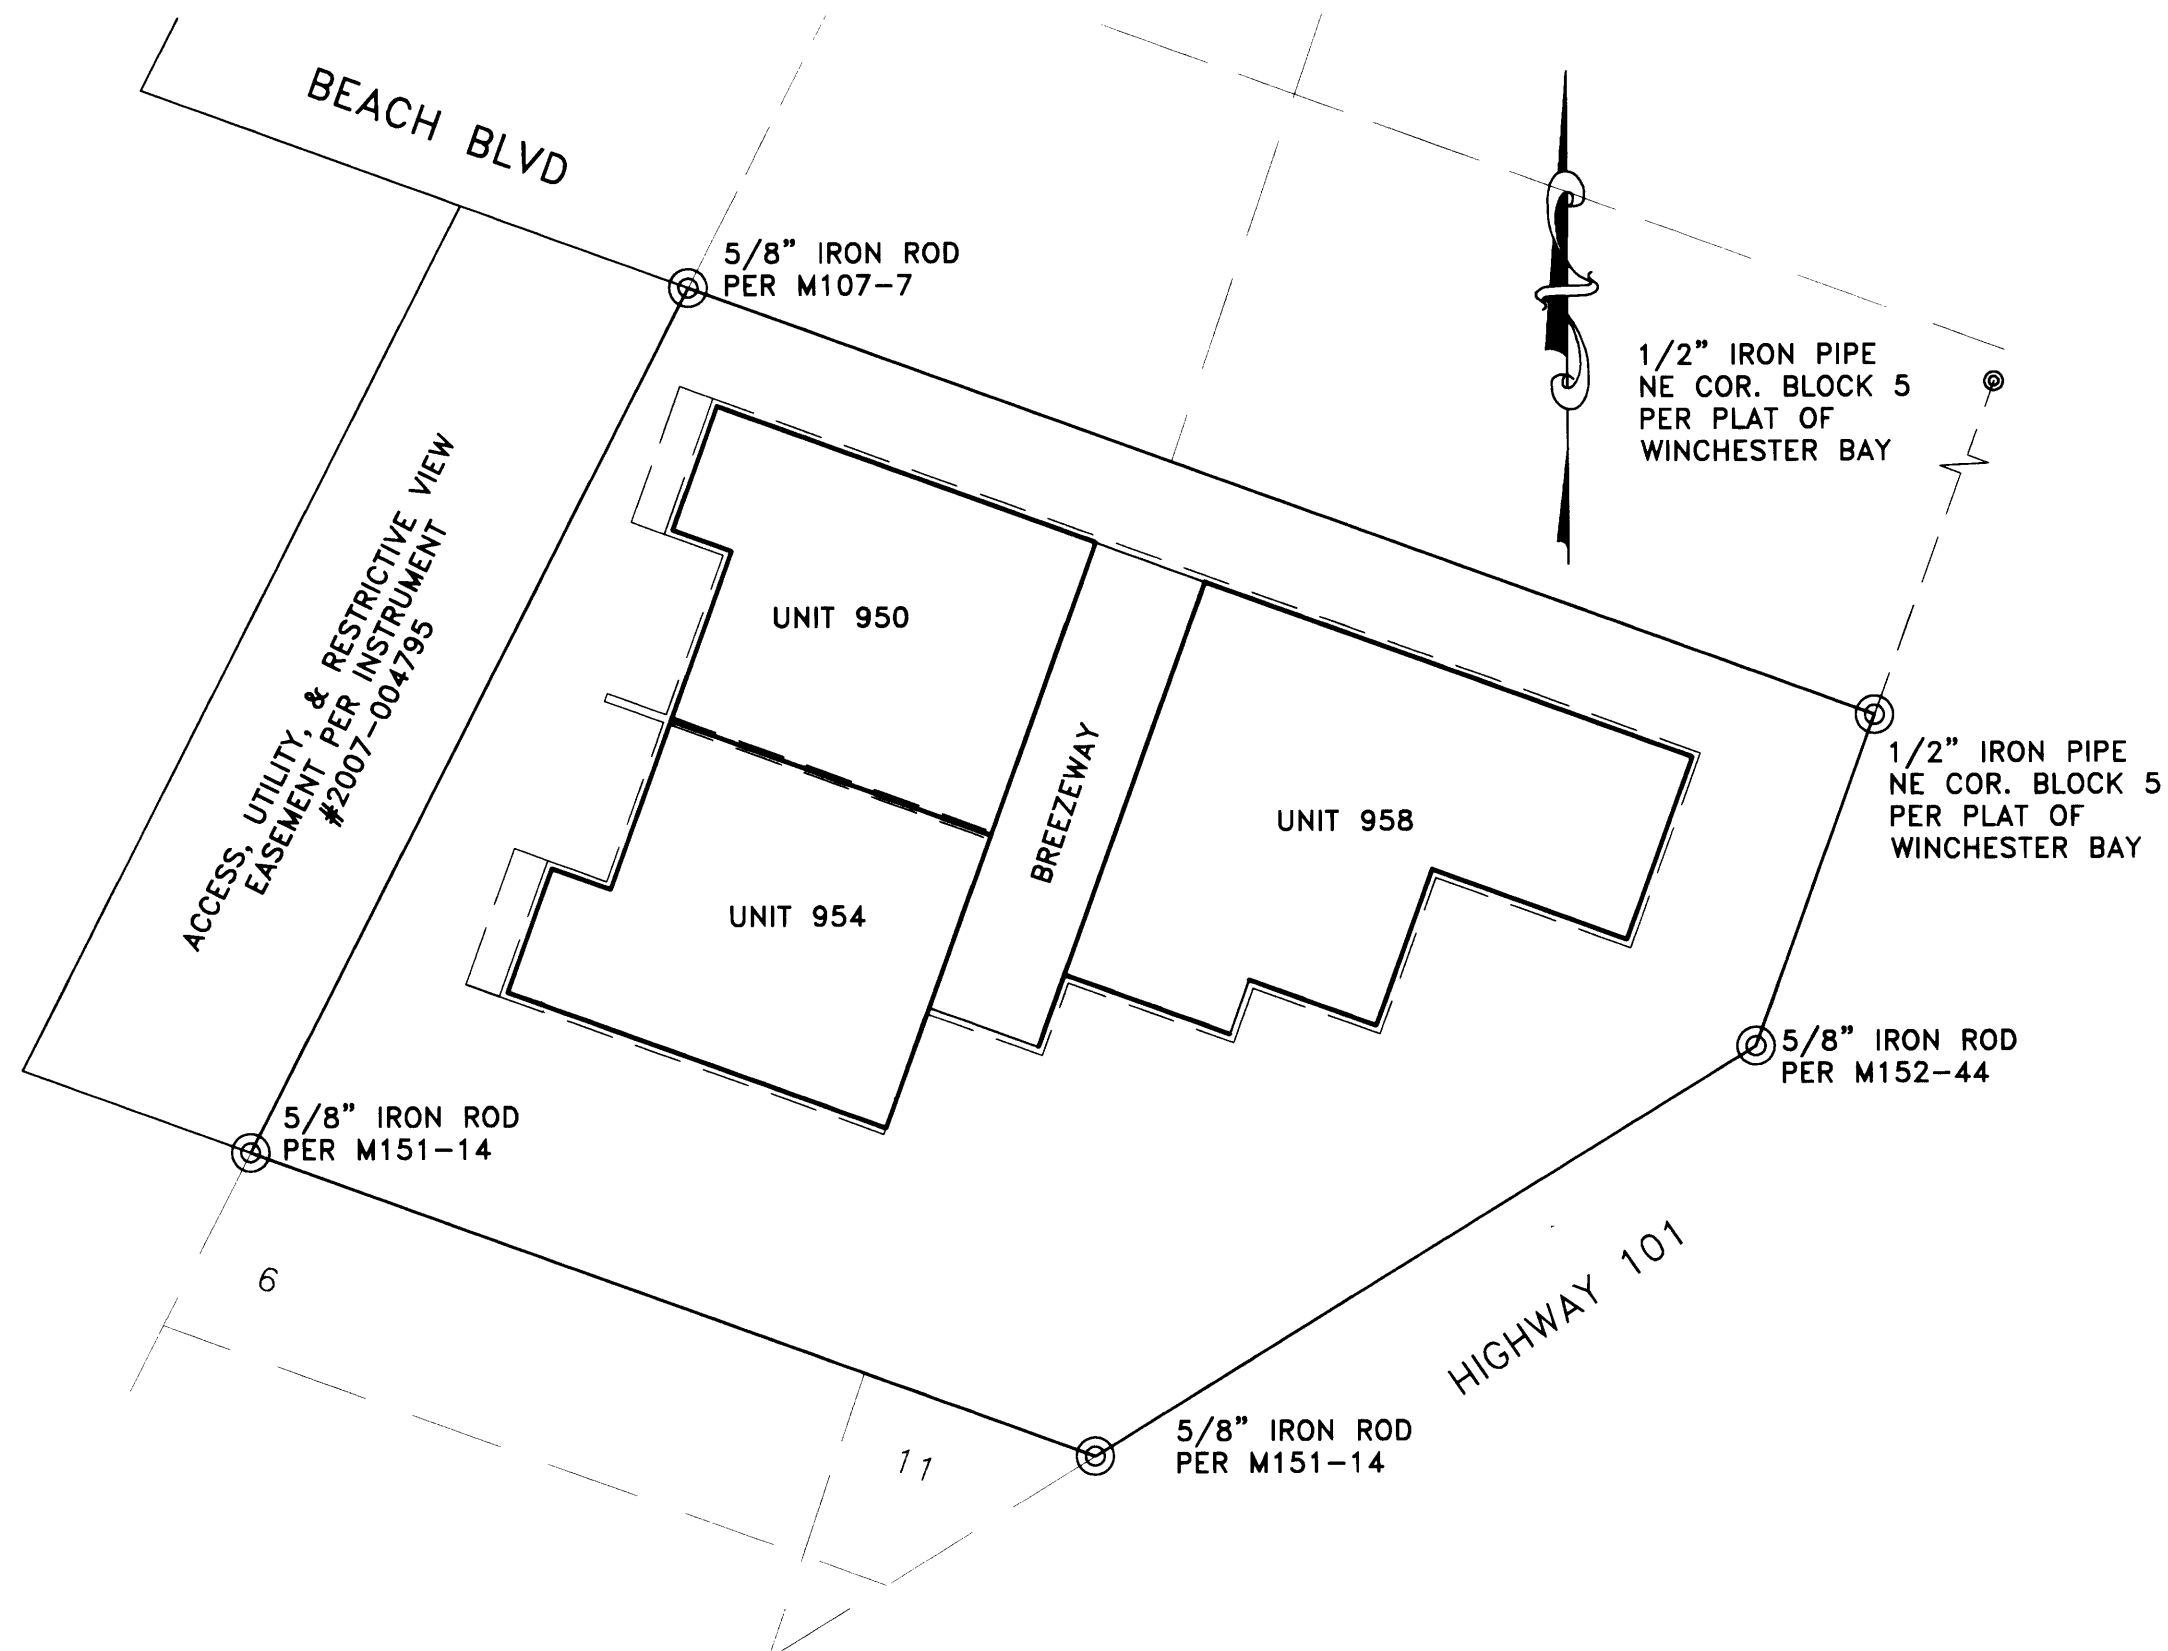 BEACH BLVD
5/8" IRON ROD
PER M107-7
1/2" IRON PIPE
NE COR. BLOCK 5
PER PLAT OF
WINCHESTER BAY
ACCESS, UTILITY, & RESTRICTIVE VIEW
EASEMENT PER INSTRUMENT
#2007-004795
UNIT 950
BREEZEWAY
UNIT 958
UNIT 954
1/2" IRON PIPE
NE COR. BLOCK 5
PER PLAT OF
WINCHESTER BAY
5/8" IRON ROD
PER M152-44
5/8" IRON ROD
PER M151-14
6
HIGHWAY 101
11
5/8" IRON ROD
PER M151-14